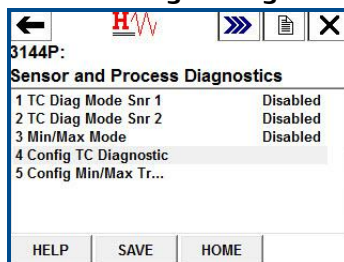 H
3144P:
Sensor and Process Diagnostics
1 TC Diag Mode Snr 1 Disabled
2 TC Diag Mode Snr 2 Disabled
3 Min/Max Mode Disabled
4 Config TC Diagnostic
5 Config Min/Max Tr...
HELP SAVE HOME